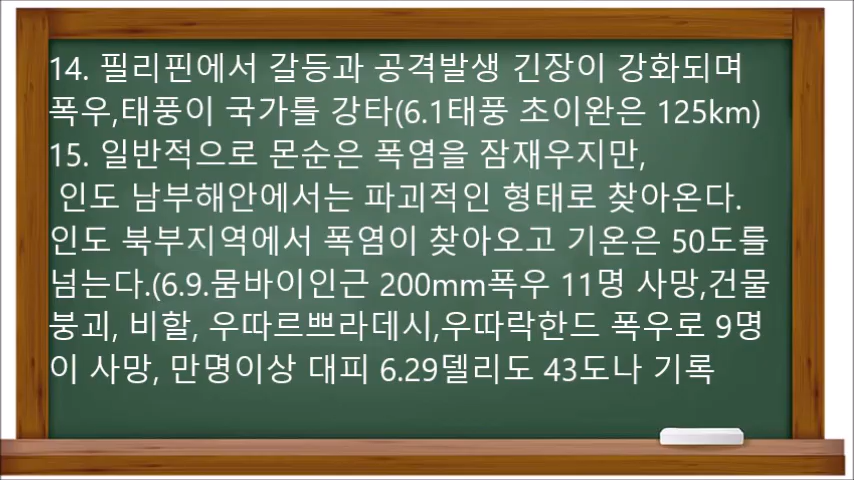 14. 필리핀에서 갈등과 공격발생 긴장이 강화되며
폭우,태풍이 국가를 강타(6.1태풍 초이완은 125km)
15. 일반적으로 몬순은 폭염을 잠재우지만,
인도 남부해안에서는 파괴적인 형태로 찾아온다.
인도 북부지역에서 폭염이 찾아오고 기온은 50도를
넘는다.(6.9.뭄바이인근 200mm폭우 11명 사망,건물
붕괴, 비할, 우따르쁘라데시,우따락한드 폭우로 9명
이 사망, 만명이상 대피 6.29델리도 43도나 기록